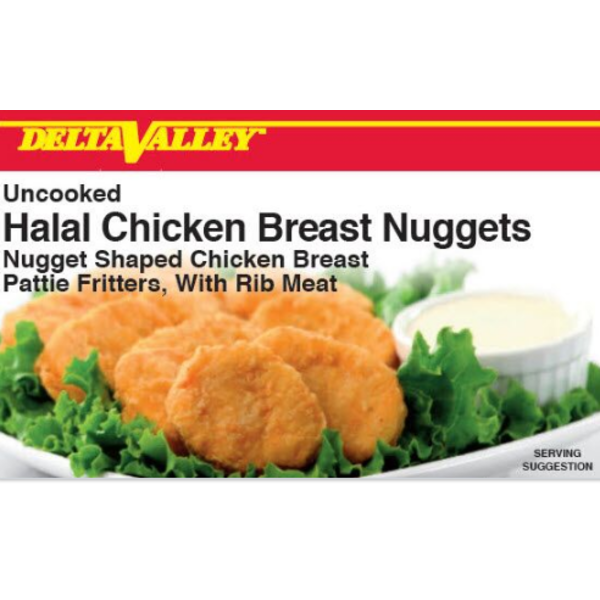 DELTA VALLEY
Uncooked
Halal Chicken Breast Nuggets
Nugget Shaped Chicken Breast
Pattie Fritters, With Rib Meat
SERVING
SUGGESTION